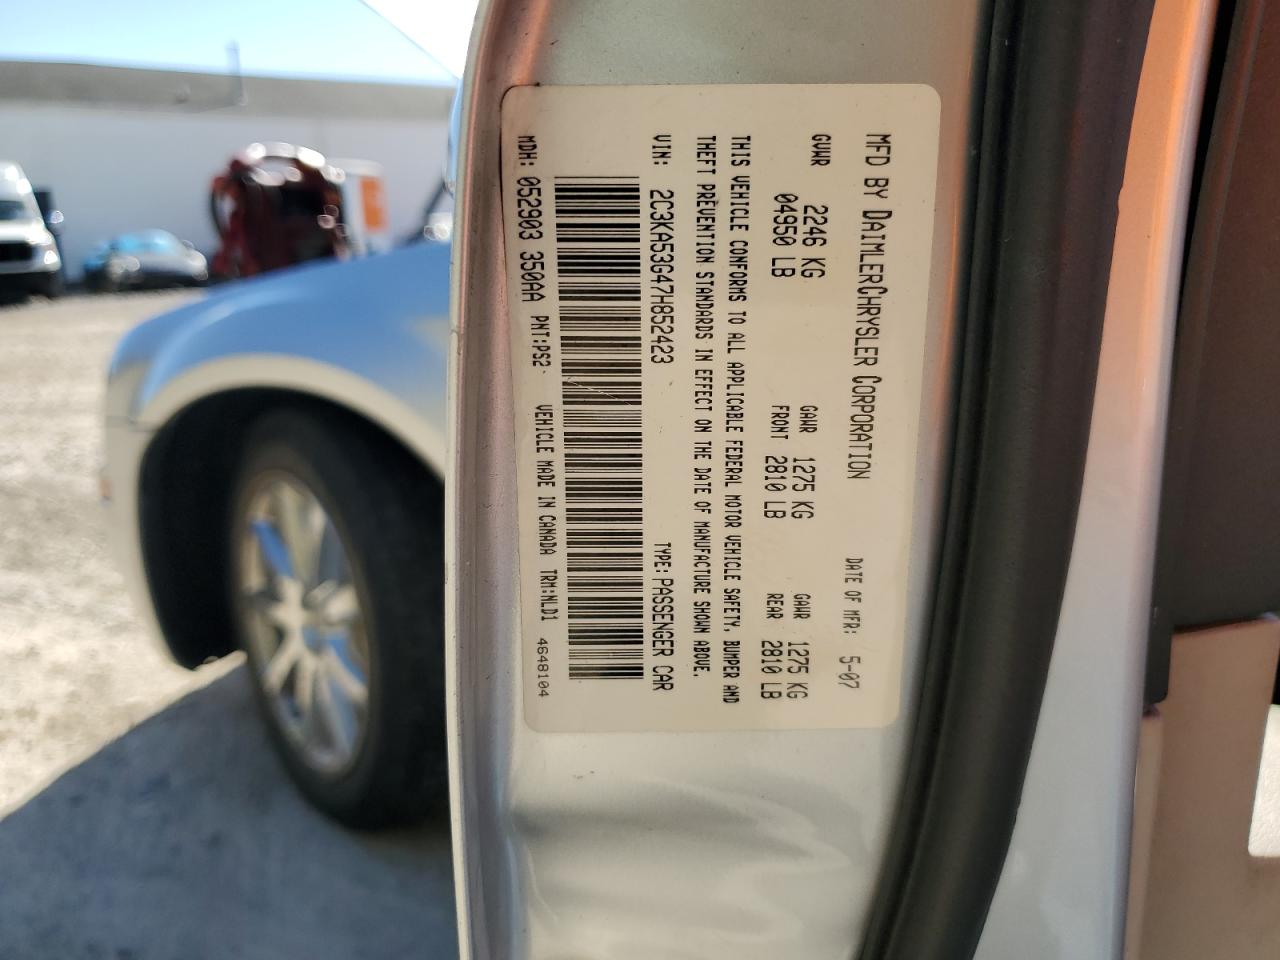 MFD BY DAIMLERCHRYSLER CORPORATION DATE OF MFR: 5-07
GVWR 2246 KG GAWR 1275 KG GAWR 1275 KG
04950 LB FRONT 2810 LB REAR 2810 LB
THIS VEHICLE CONFORMS TO ALL APPLICABLE FEDERAL MOTOR VEHICLE SAFETY, BUMPER AND
THEFT PREVENTION STANDARDS IN EFFECT ON THE DATE OF MANUFACTURE SHOWN ABOVE.
VIN: 2C3KA53G47H852423 TYPE: PASSENGER CAR
MDH: 052903 350AA PNT:PS2 VEHICLE MADE IN CANADA TRM:NLD1 4648104